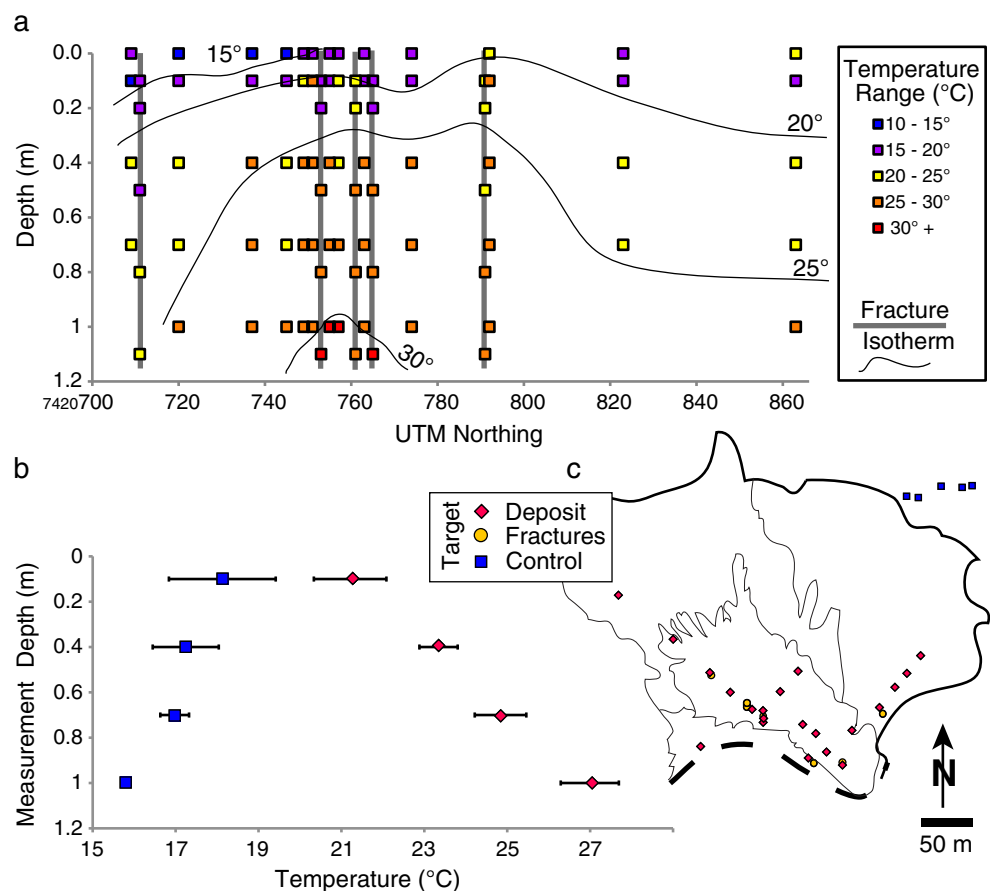 a
0.0
0.2
0.4
0.6
0.8
1
1.2
Depth (m)
15°
20°
25°
30°
7420700
720
740
760
780
800
820
840
860
UTM Northing
Temperature
Range (°C)
10 - 15°
15 - 20°
20 - 25°
25 - 30°
30° +
Fracture
Isotherm
b
0
0.2
0.4
0.6
0.8
1
1.2
Measurement Depth (m)
15
17
19
21
23
25
27
Temperature (°C)
Target
Deposit
Fractures
Control
c
N
50 m